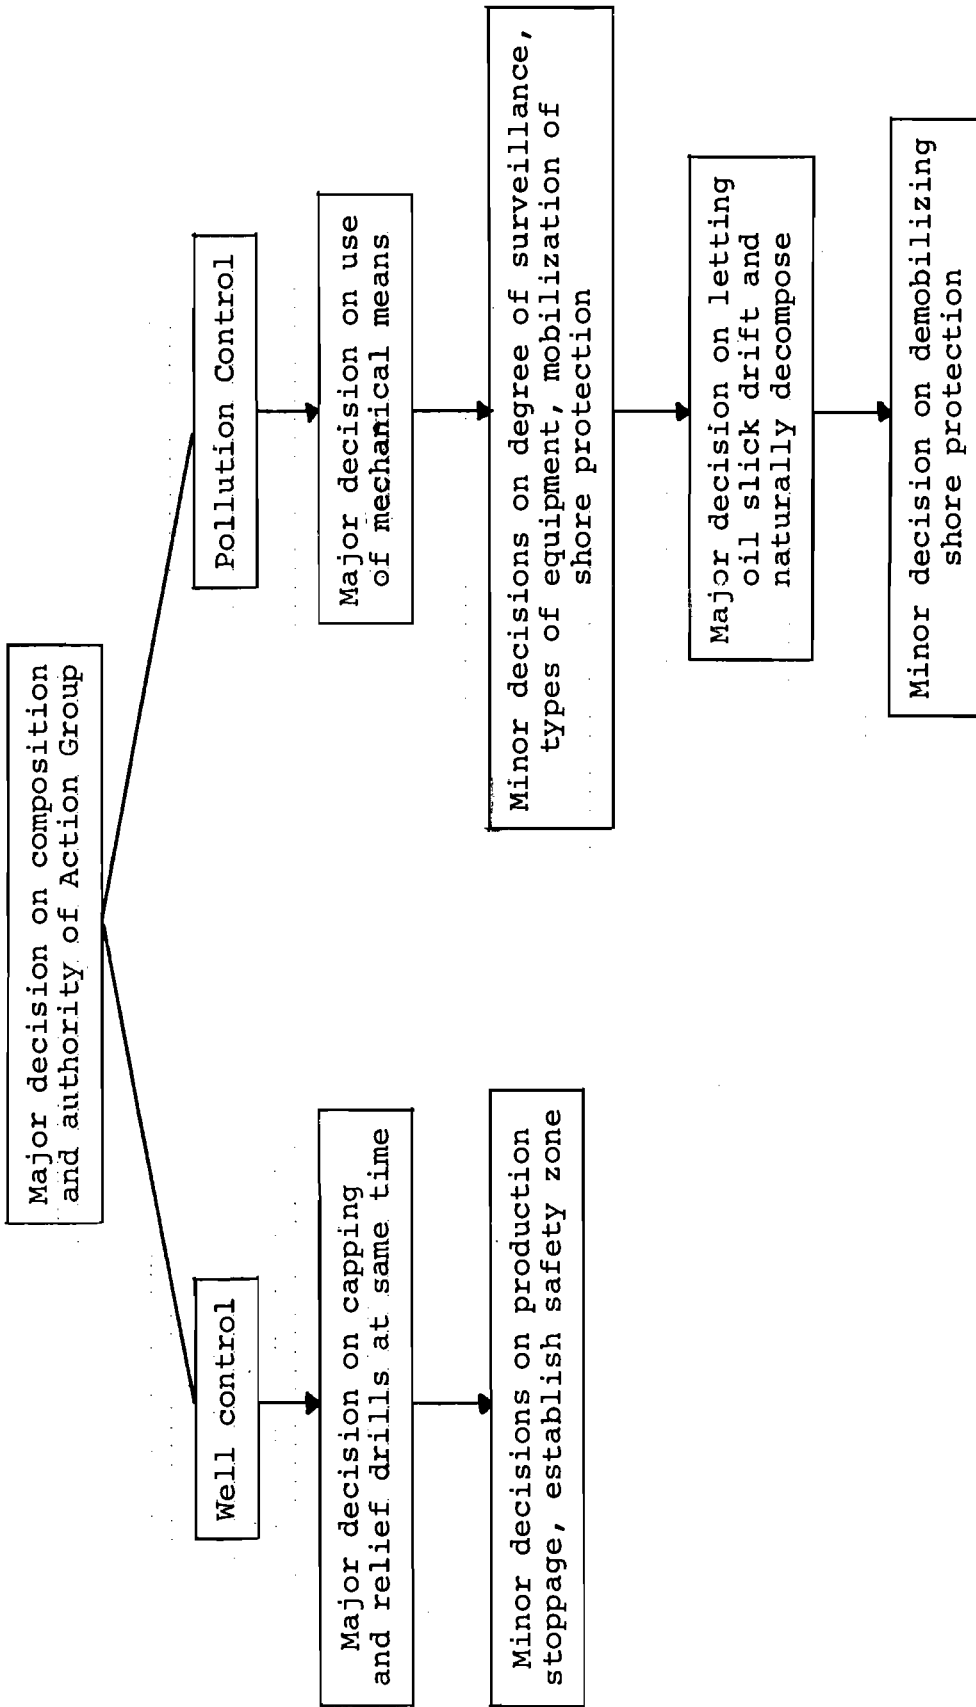 Major decision on composition
and authority of Action Group
Well control
Major decision on capping
and relief drills at same time
Minor decisions on production
stoppage, establish safety zone
Pollution Control
Major decision on use
of mechanical means
Minor decisions on degree of surveillance,
types of equipment, mobilization of
shore protection
Major decision on letting
oil slick drift and
naturally decompose
Minor decision on demobilizing
shore protection